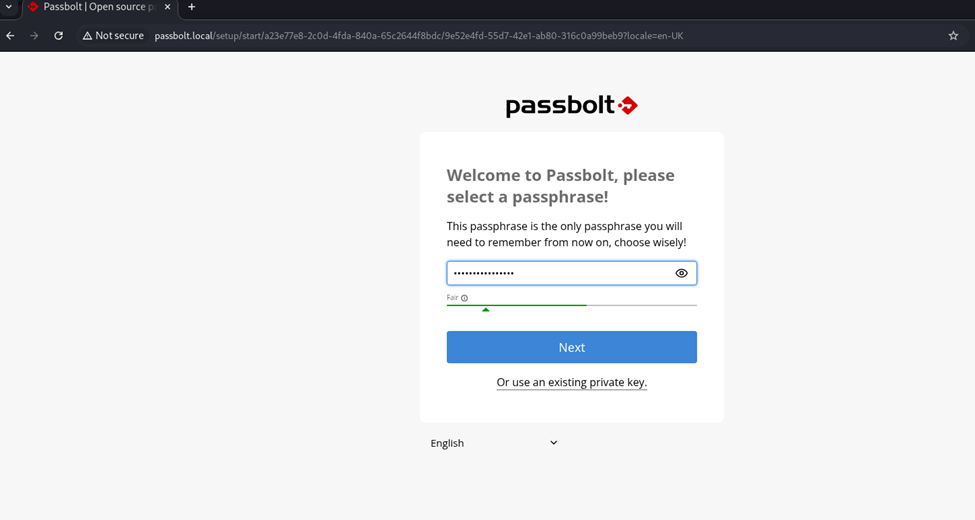 Passbolt | Open source p
Not secure
passbolt.local/setup/start/a23e77e8-2c0d-4fda-840a-65c2644f8bdc/9e52e4fd-55d7-42e1-ab80-316c0a99beb9?locale=en-UK
passbolt
Welcome to Passbolt, please
select a passphrase!
This passphrase is the only passphrase you will
need to remember from now on, choose wisely!
••••••••••••••••
Fair
Next
Or use an existing private key.
English